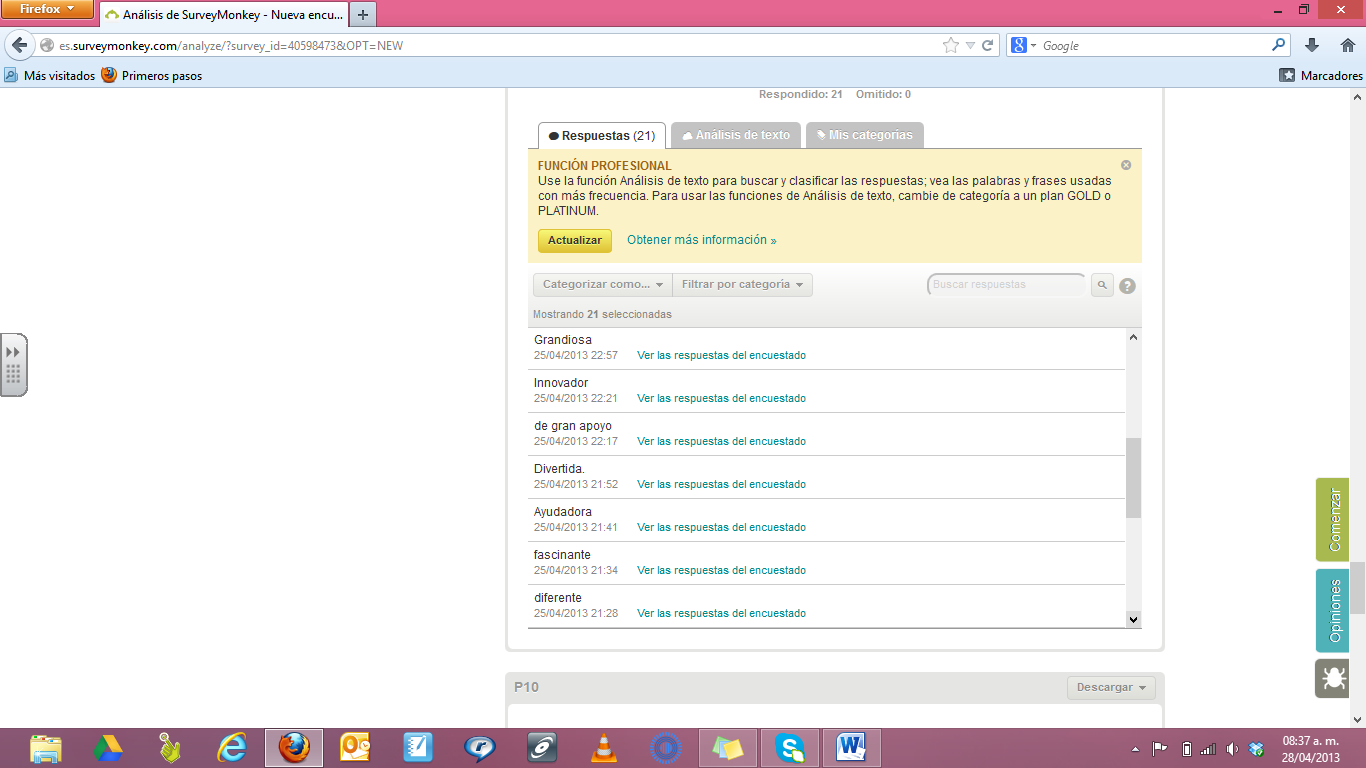 Firefox
Análisis de SurveyMonkey - Nueva encu...
es.surveymonkey.com/analyze/?survey_id=40598473&OPT=NEW
Google
Más visitados
Primeros pasos
Marcadores
Respondido: 21 Omitido: 0
Respuestas (21)
Análisis de texto
Mis categorías
FUNCIÓN PROFESIONAL
Use la función Análisis de texto para buscar y clasificar las respuestas; vea las palabras y frases usadas
con más frecuencia. Para usar las funciones de Análisis de texto, cambie de categoría a un plan GOLD o
PLATINUM.
Actualizar
Obtener más información »
Categorizar como...
Filtrar por categoría
Buscar respuestas
?
Mostrando 21 seleccionadas
Grandiosa
25/04/2013 22:57 Ver las respuestas del encuestado
Innovador
25/04/2013 22:21 Ver las respuestas del encuestado
de gran apoyo
25/04/2013 22:17 Ver las respuestas del encuestado
Divertida.
25/04/2013 21:52 Ver las respuestas del encuestado
Ayudadora
25/04/2013 21:41 Ver las respuestas del encuestado
fascinante
25/04/2013 21:34 Ver las respuestas del encuestado
diferente
25/04/2013 21:28 Ver las respuestas del encuestado
Comenzar
Opiniones
P10
Descargar
08:37 a. m.
28/04/2013